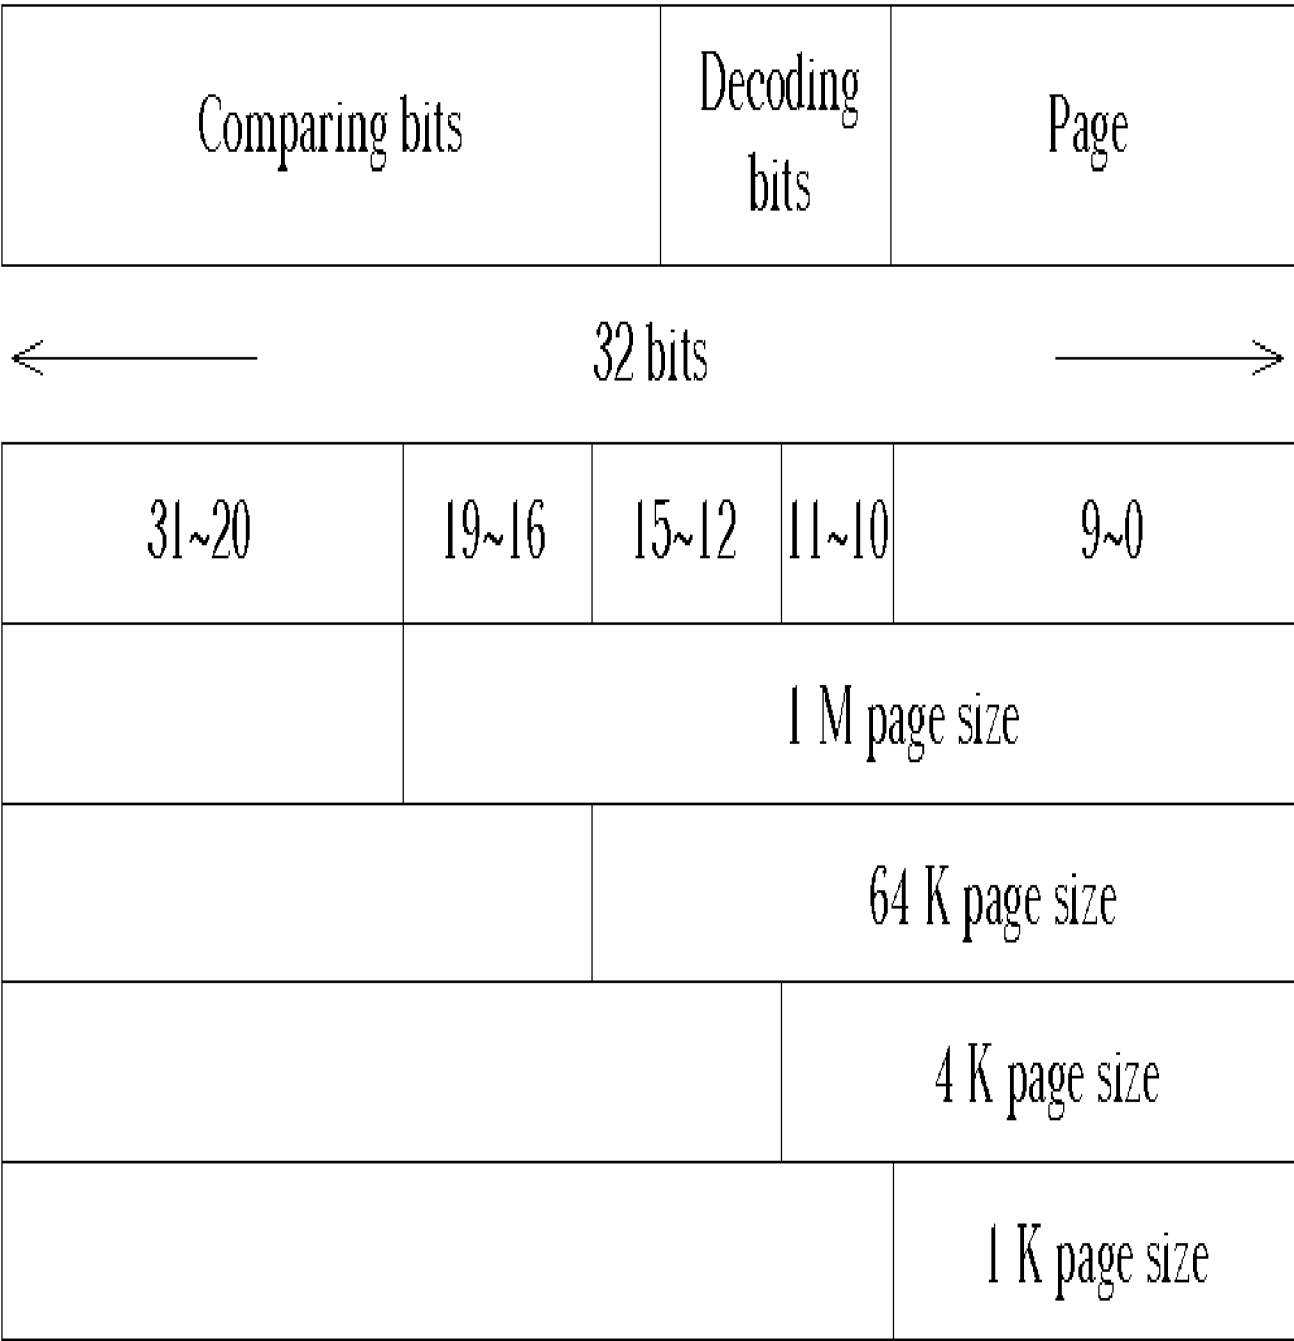 Comparing bits
Decoding
bits
Page
32 bits
31~20
19~16
15~12
11~10
9~0
1 M page size
64 K page size
4 K page size
1 K page size